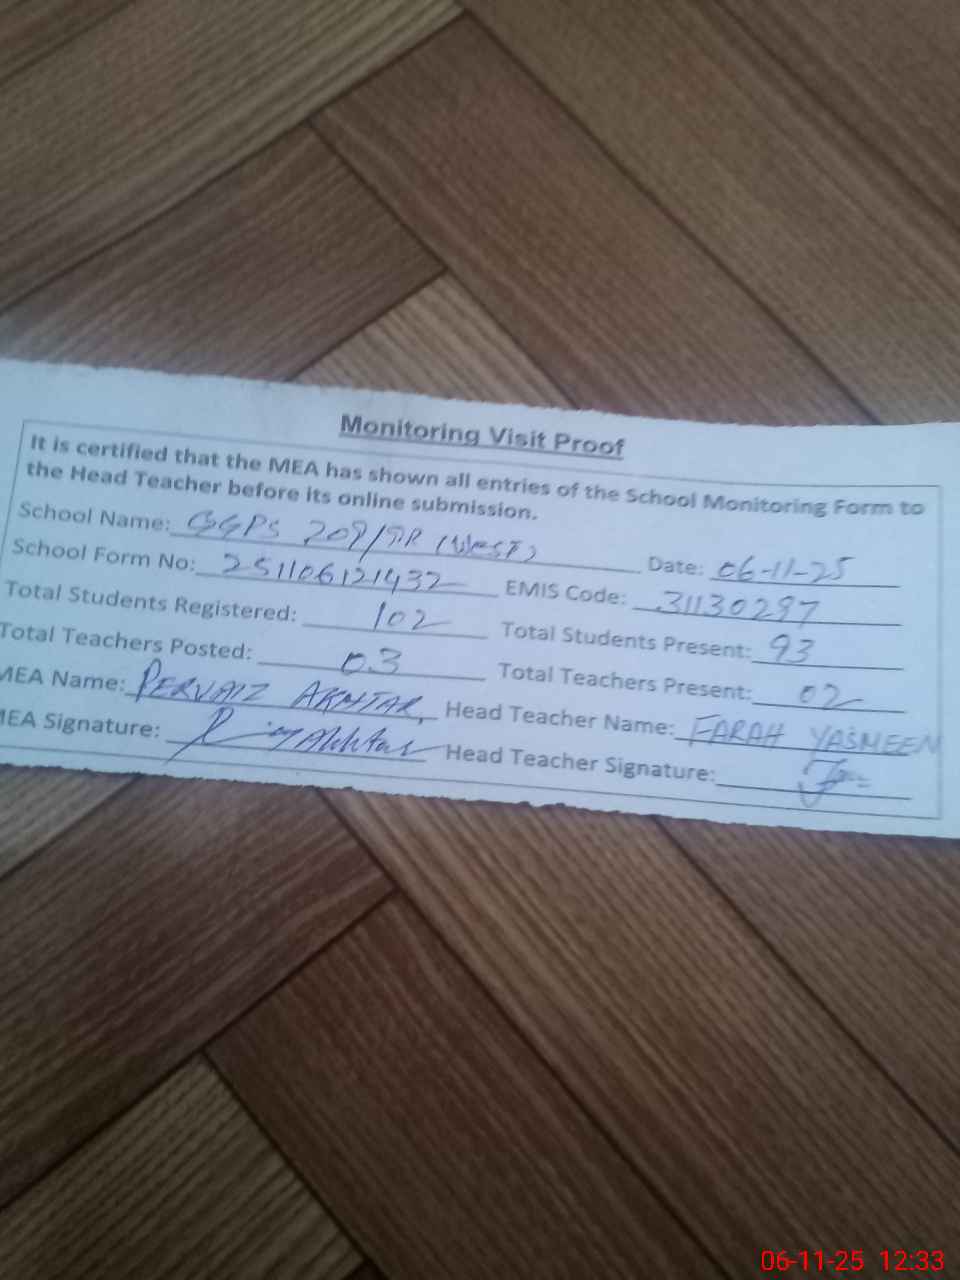 Monitoring Visit Proof
It is certified that the MEA has shown all entries of the School Monitoring Form to
the Head Teacher before its online submission.
School Name: GGPS 209/9R (West) Date: 06-11-25
School Form No: 251106121432 EMIS Code: 31130297
Total Students Registered: 102 Total Students Present: 93
Total Teachers Posted: 03 Total Teachers Present: 02
MEA Name: PERVAIZ AKHTAR, Head Teacher Name: FARAH YASMEEN
MEA Signature: Akhtar Head Teacher Signature:
06-11-25 12:33